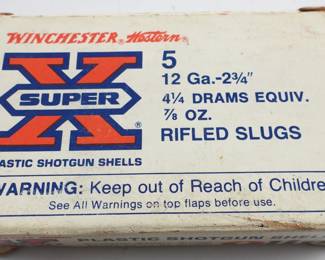 WINCHESTER® Western®
5
12 Ga.-2¾"
SUPER X®
4¼ DRAMS EQUIV.
⅞ OZ.
RIFLED SLUGS
ASTIC SHOTGUN SHELLS
WARNING: Keep out of Reach of Childre
See All Warnings on top flaps before use.
PLASTIC SHOTGUN SHE